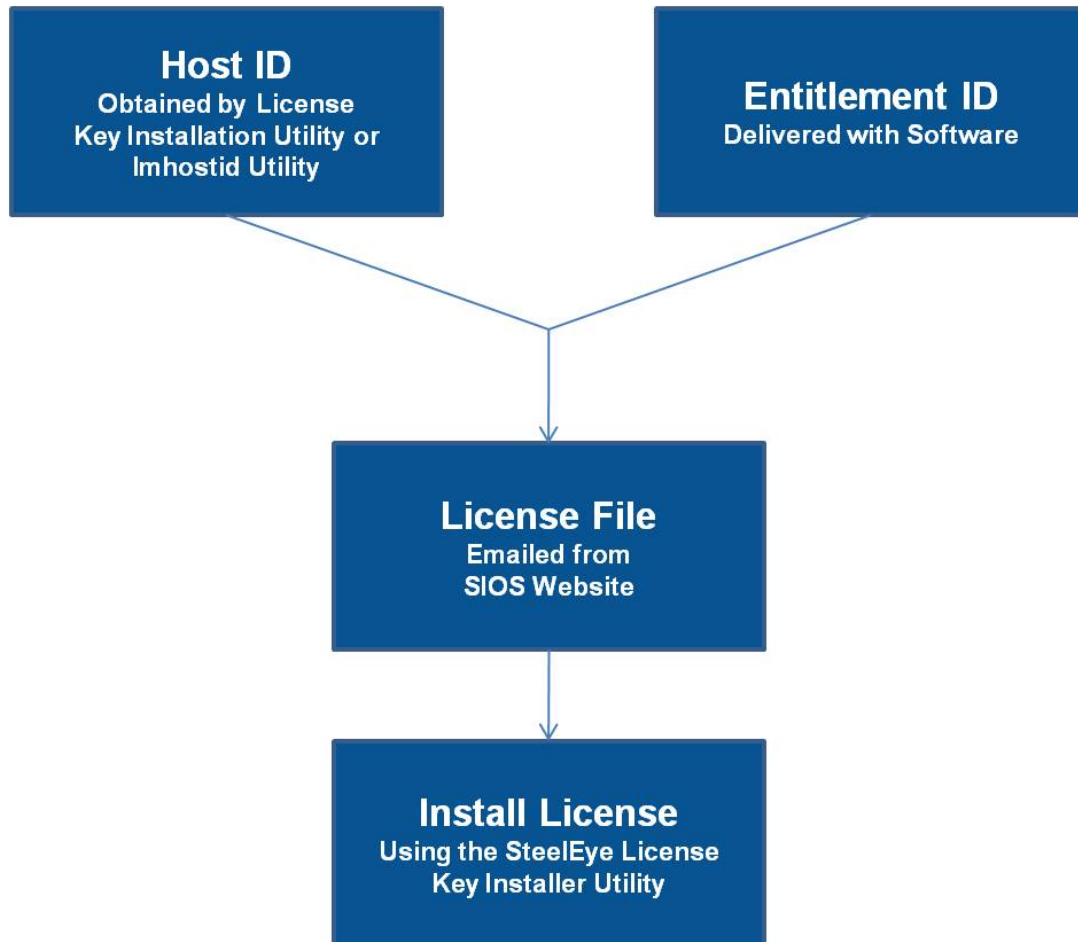 Host ID
Obtained by License
Key Installation Utility or
lmhostid Utility
Entitlement ID
Delivered with Software
License File
Emailed from
SIOS Website
Install License
Using the SteelEye License
Key Installer Utility